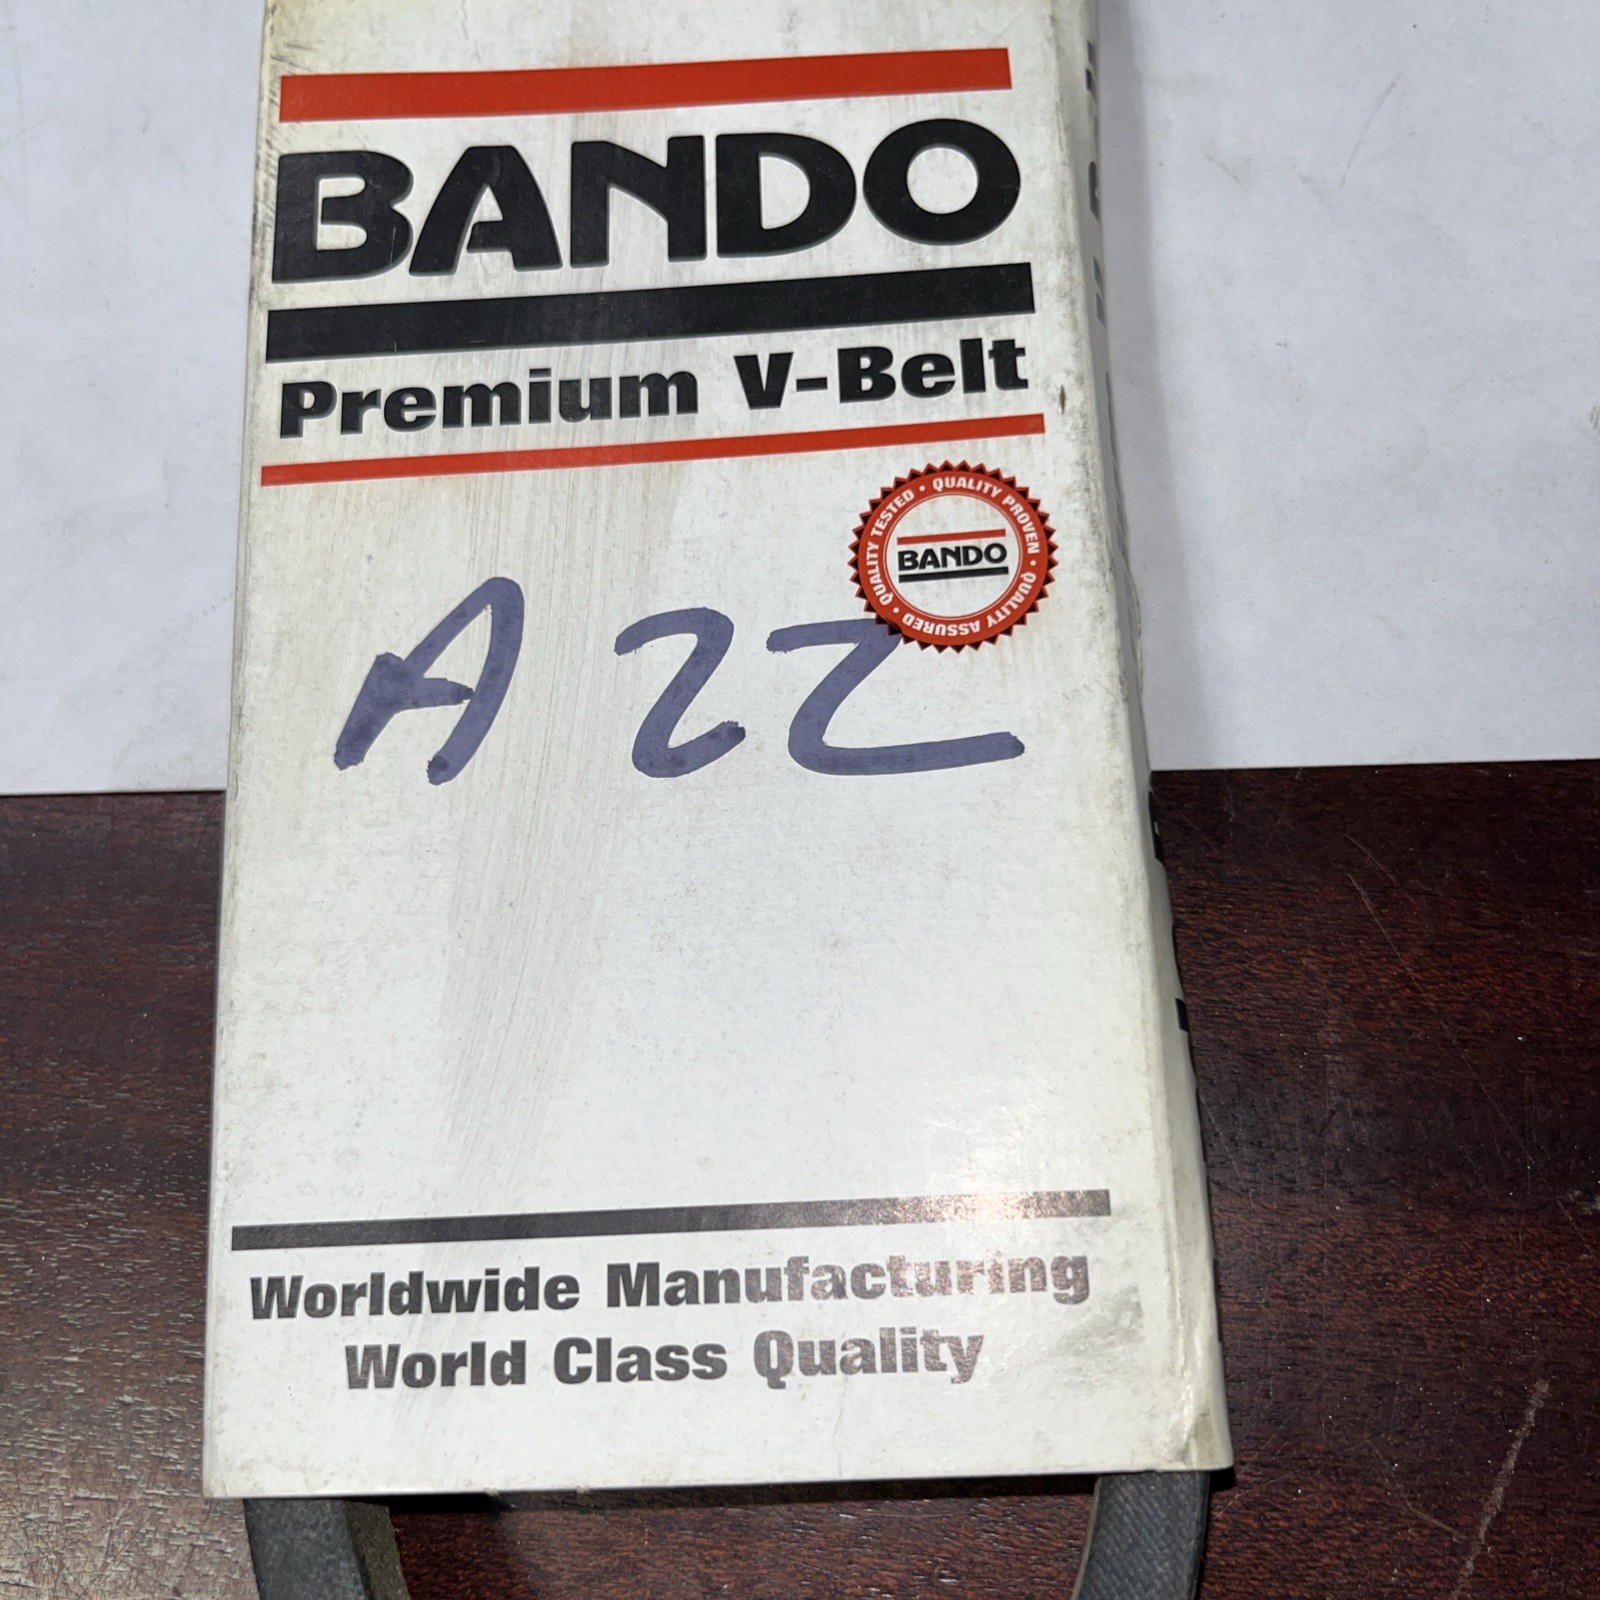 BANDO
Premium V-Belt
QUALITY TESTED • QUALITY PROVEN • QUALITY ASSURED •
BANDO
A 22
Worldwide Manufacturing
World Class Quality